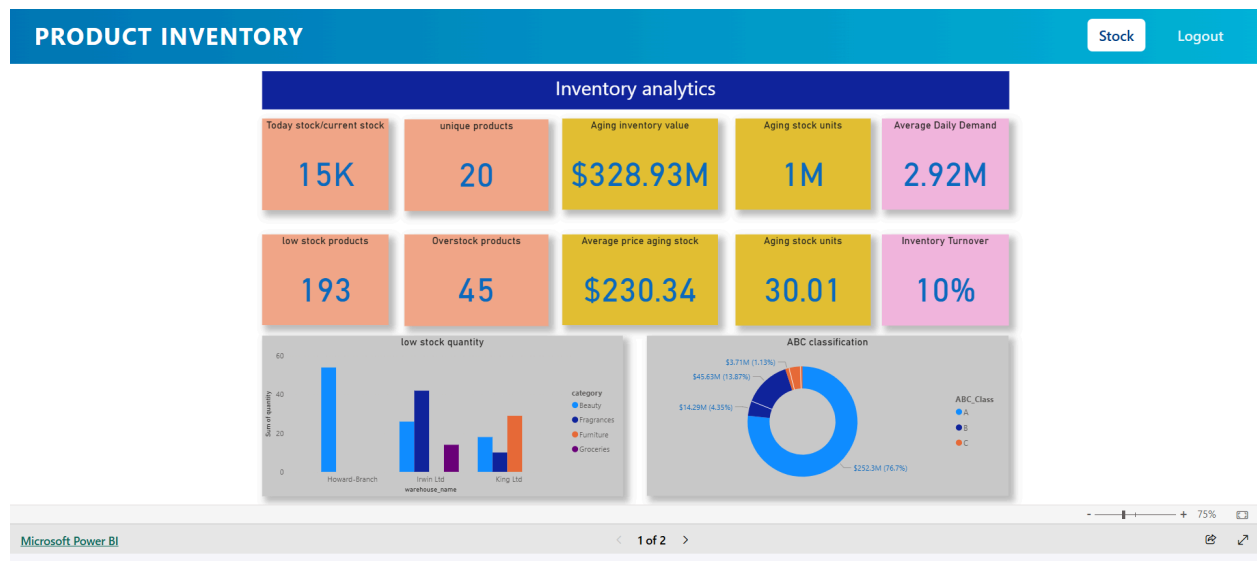 PRODUCT INVENTORY
Stock
Logout
Inventory analytics
Today stock/current stock
15K
unique products
20
Aging inventory value
$328.93M
Aging stock units
1M
Average Daily Demand
2.92M
low stock products
193
Overstock products
45
Average price aging stock
$230.34
Aging stock units
30.01
Inventory Turnover
10%
low stock quantity
60
40
20
0
Sum of quantity
Howard-Branch
Irwin Ltd
King Ltd
warehouse_name
category
Beauty
Fragrances
Furniture
Groceries
ABC classification
$3.71M (1.13%)
$45.63M (13.87%)
$14.29M (4.35%)
$252.3M (76.7%)
ABC_Class
A
B
C
- + 75%
Microsoft Power BI
< 1 of 2 >